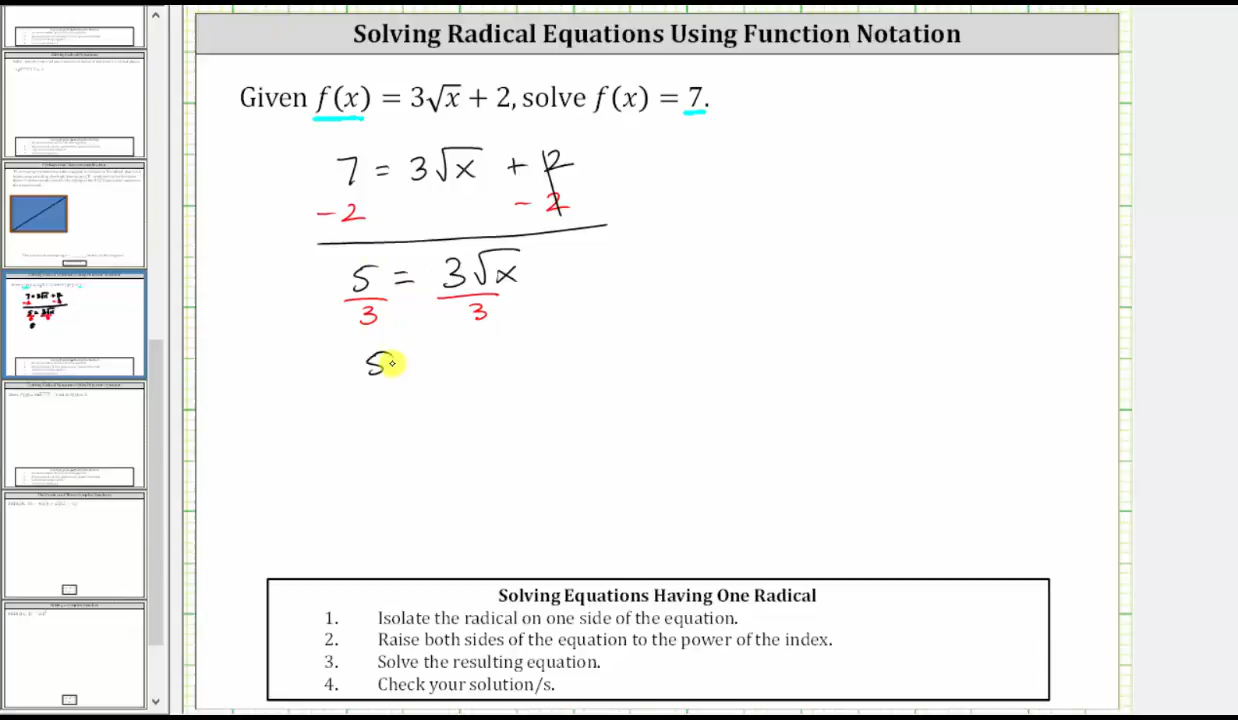 Solving Radical Equations Using Function Notation
Given f(x) = 3√x + 2, solve f(x) = 7.
7 = 3√x + 2
- 2 - 2
5 = 3√x
3 3
5
Solving Equations Having One Radical
1. Isolate the radical on one side of the equation.
2. Raise both sides of the equation to the power of the index.
3. Solve the resulting equation.
4. Check your solution/s.